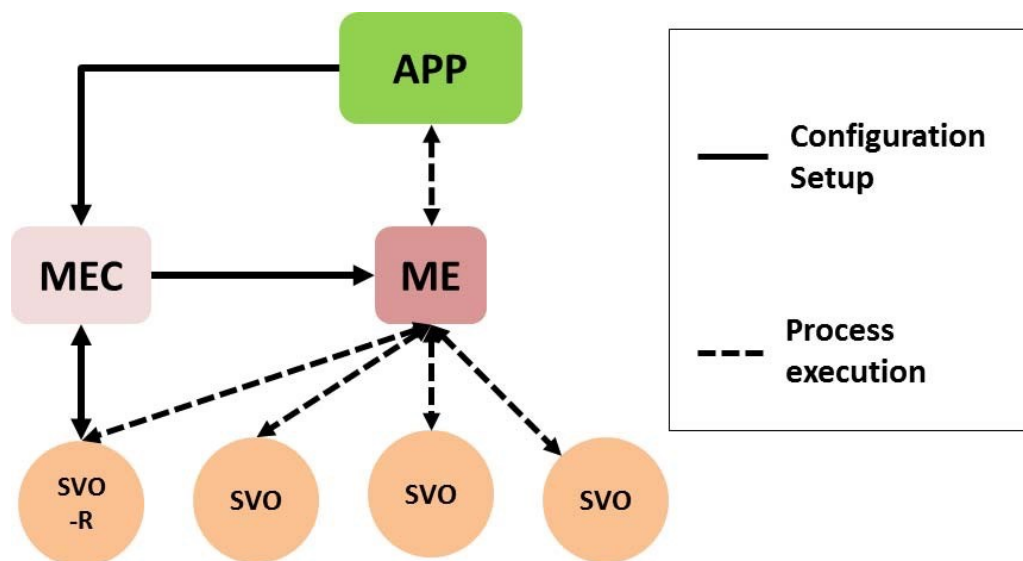 APP
Configuration
Setup
MEC
ME
Process
execution
SVO
-R
SVO
SVO
SVO